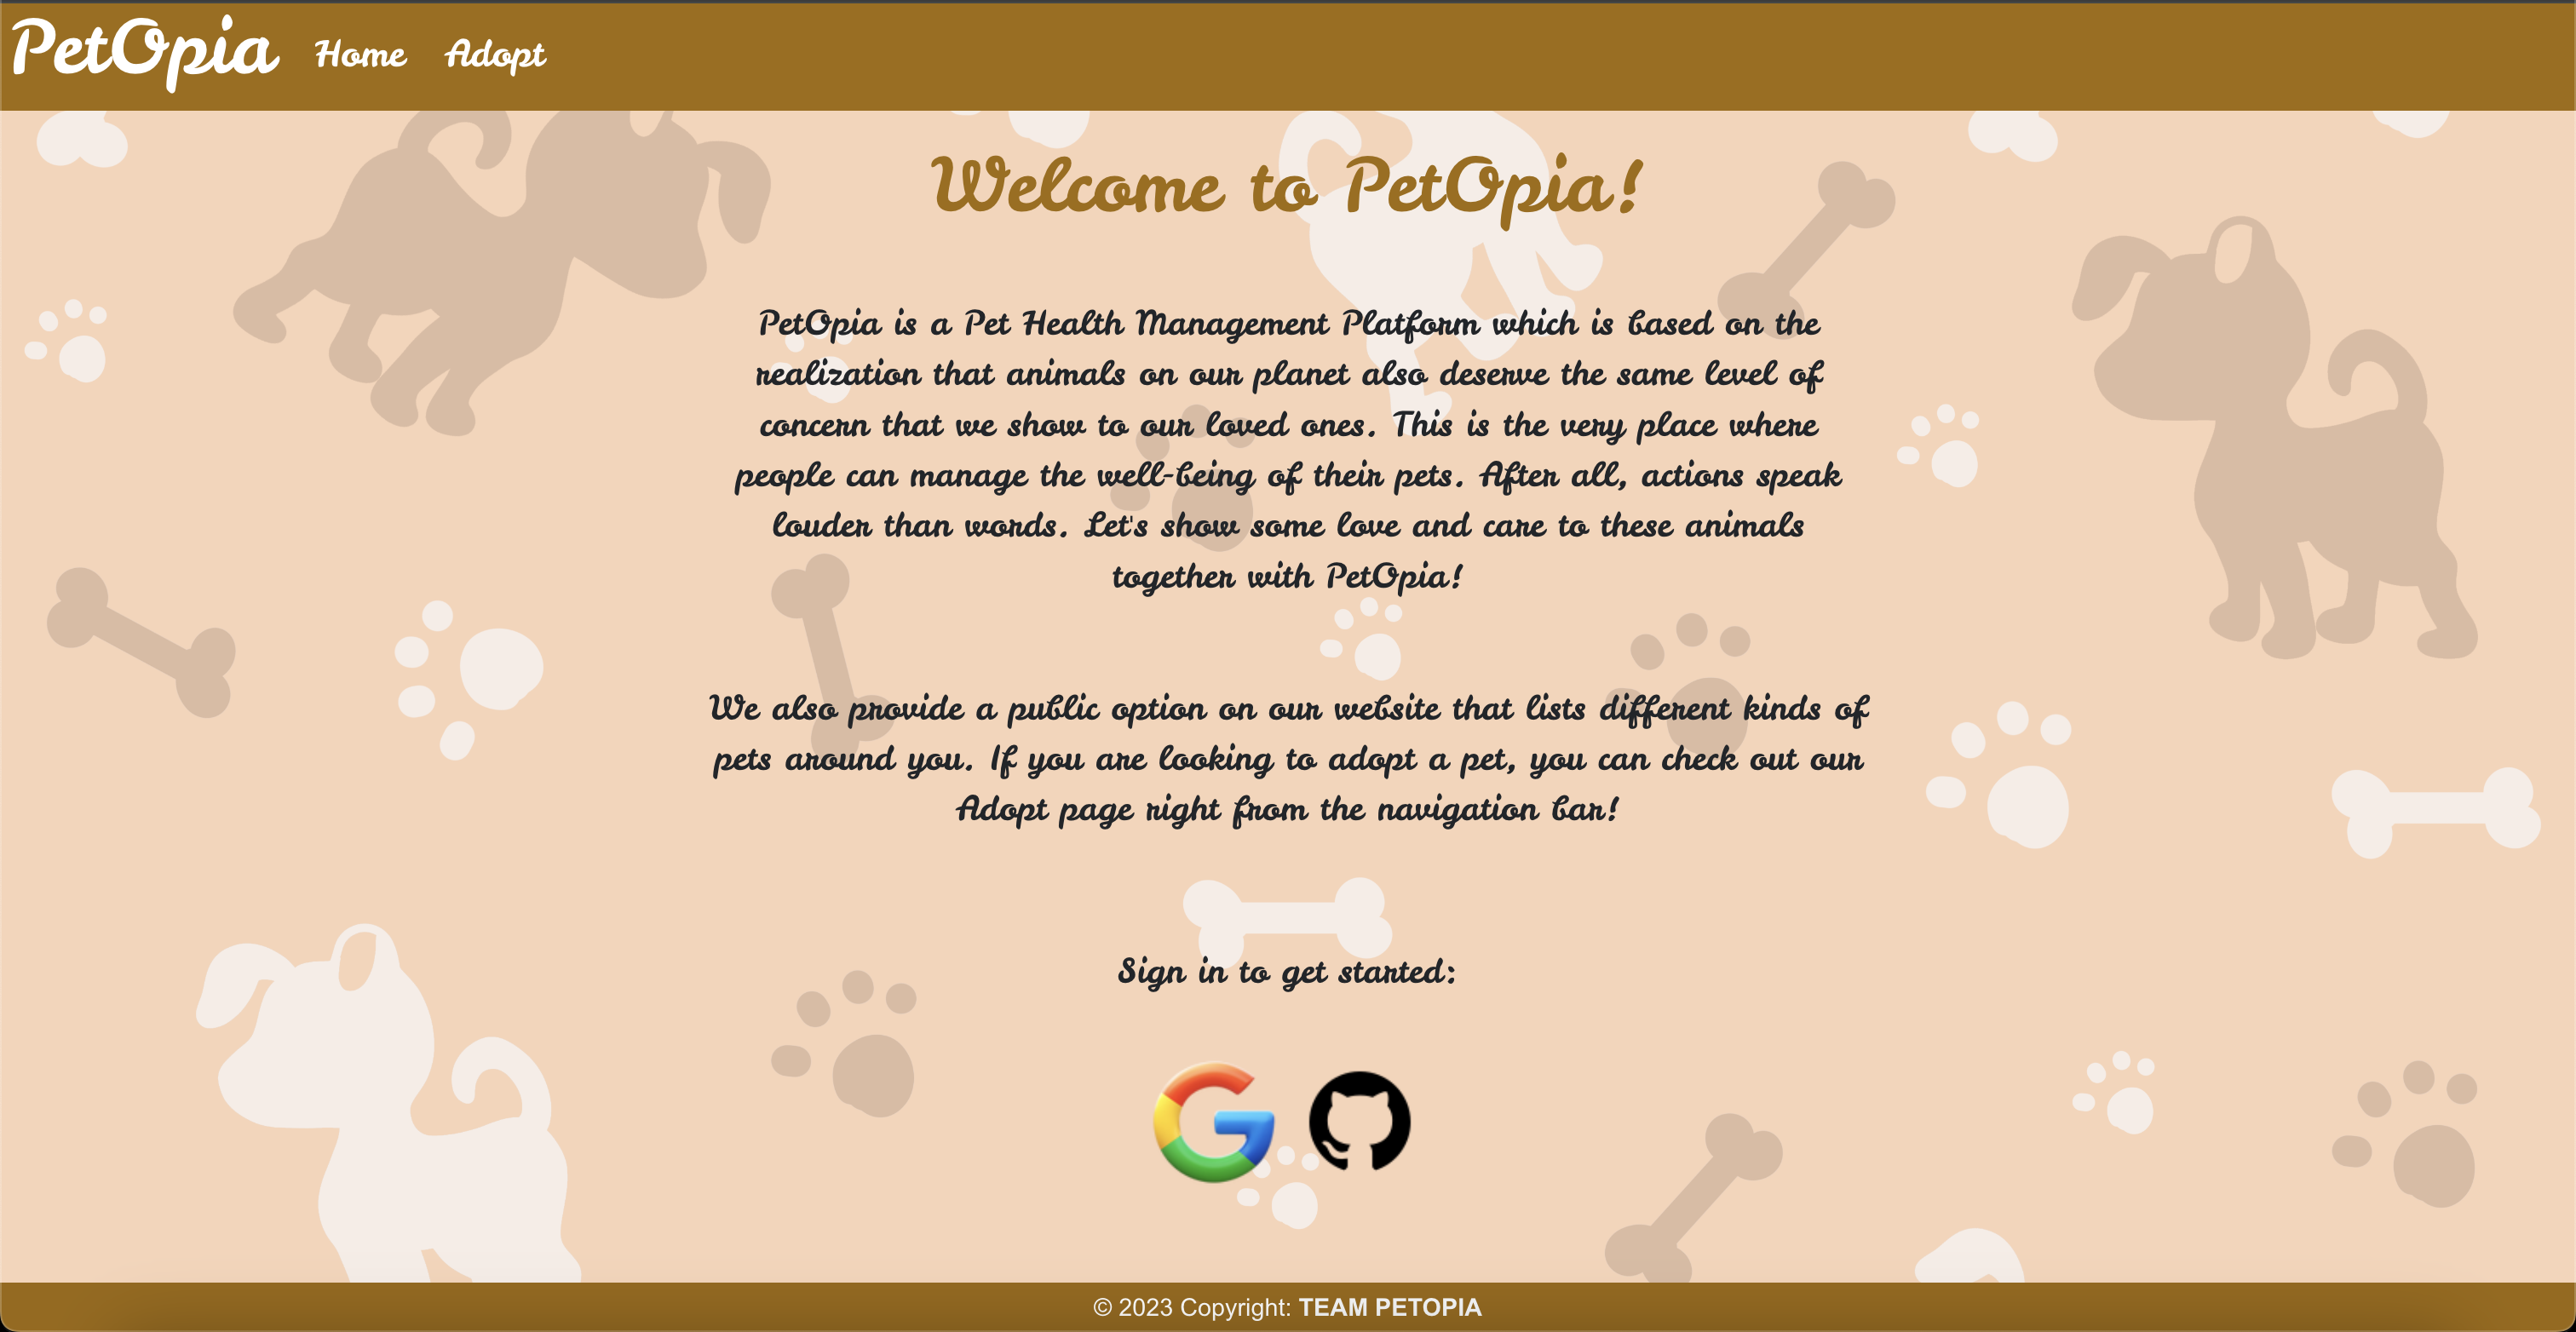 PetOpia Home Adopt
Welcome to PetOpia!
PetOpia is a Pet Health Management Platform which is based on the
realization that animals on our planet also deserve the same level of
concern that we show to our loved ones. This is the very place where
people can manage the well-being of their pets. After all, actions speak
louder than words. Let's show some love and care to these animals
together with PetOpia!
We also provide a public option on our website that lists different kinds of
pets around you. If you are looking to adopt a pet, you can check out our
Adopt page right from the navigation bar!
Sign in to get started:
G
© 2023 Copyright: TEAM PETOPIA